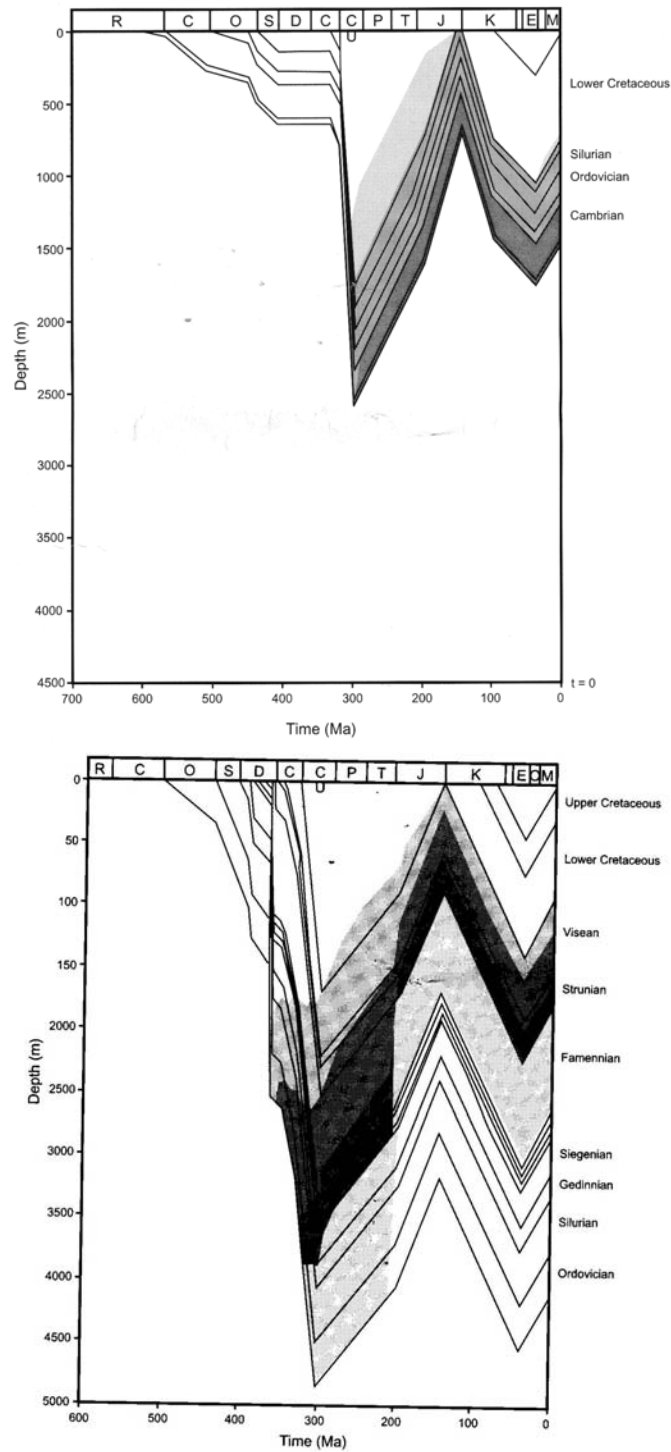 R C O S D C C P T J K E M
U
0
500
1000
1500
2000
2500
3000
3500
4000
4500
Depth (m)
Lower Cretaceous
Silurian
Ordovician
Cambrian
t = 0
700 600 500 400 300 200 100 0
Time (Ma)
R C O S D C C P T J K E O M
U
0
50
100
150
2000
2500
3000
3500
4000
4500
5000
Depth (m)
Upper Cretaceous
Lower Cretaceous
Visean
Strunian
Famennian
Siegenian
Gedinnian
Silurian
Ordovician
600 500 400 300 200 100 0
Time (Ma)